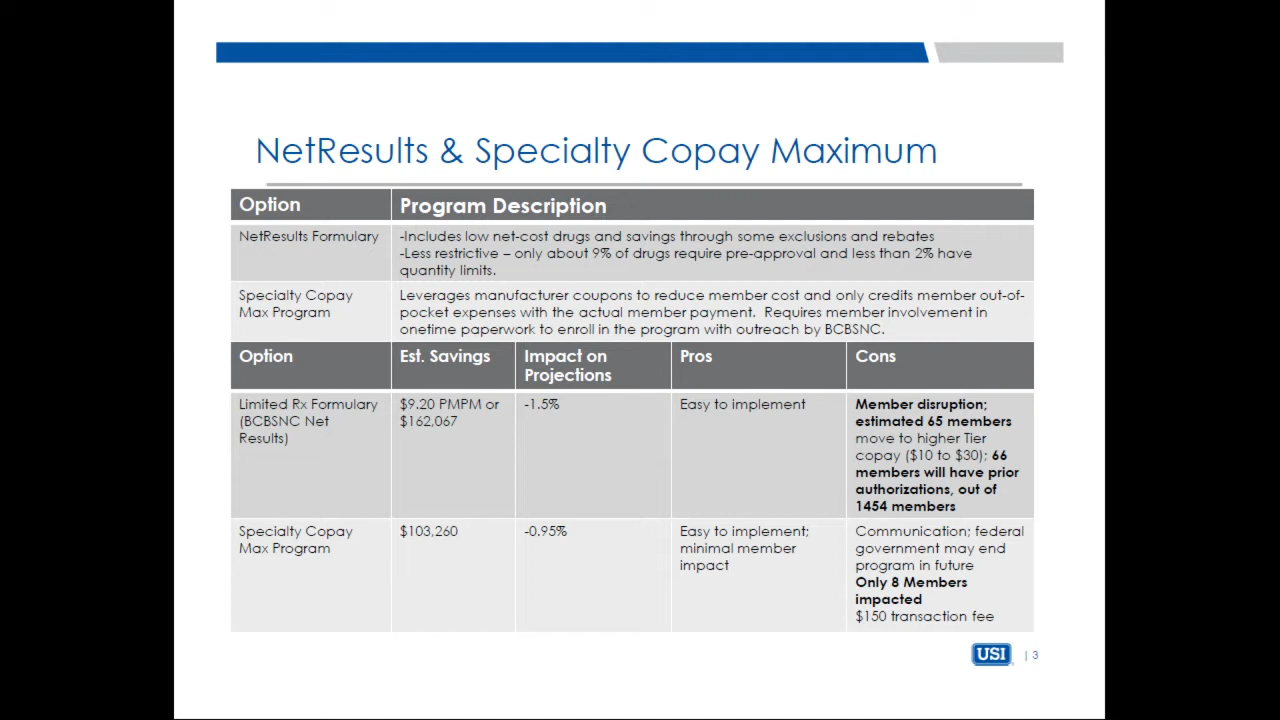 NetResults & Specialty Copay Maximum
Option
Program Description
NetResults Formulary
-Includes low net-cost drugs and savings through some exclusions and rebates
-Less restrictive – only about 9% of drugs require pre-approval and less than 2% have
quantity limits.
Specialty Copay
Max Program
Leverages manufacturer coupons to reduce member cost and only credits member out-of-
pocket expenses with the actual member payment.  Requires member involvement in
onetime paperwork to enroll in the program with outreach by BCBSNC.
Option
Est. Savings
Impact on
Projections
Pros
Cons
Limited Rx Formulary
(BCBSNC Net
Results)
$9.20 PMPM or
$162,067
-1.5%
Easy to implement
Member disruption;
estimated 65 members
move to higher Tier
copay ($10 to $30); 66
members will have prior
authorizations, out of
1454 members
Specialty Copay
Max Program
$103,260
-0.95%
Easy to implement;
minimal member
impact
Communication; federal
government may end
program in future
Only 8 Members
impacted
$150 transaction fee
USI
| 3